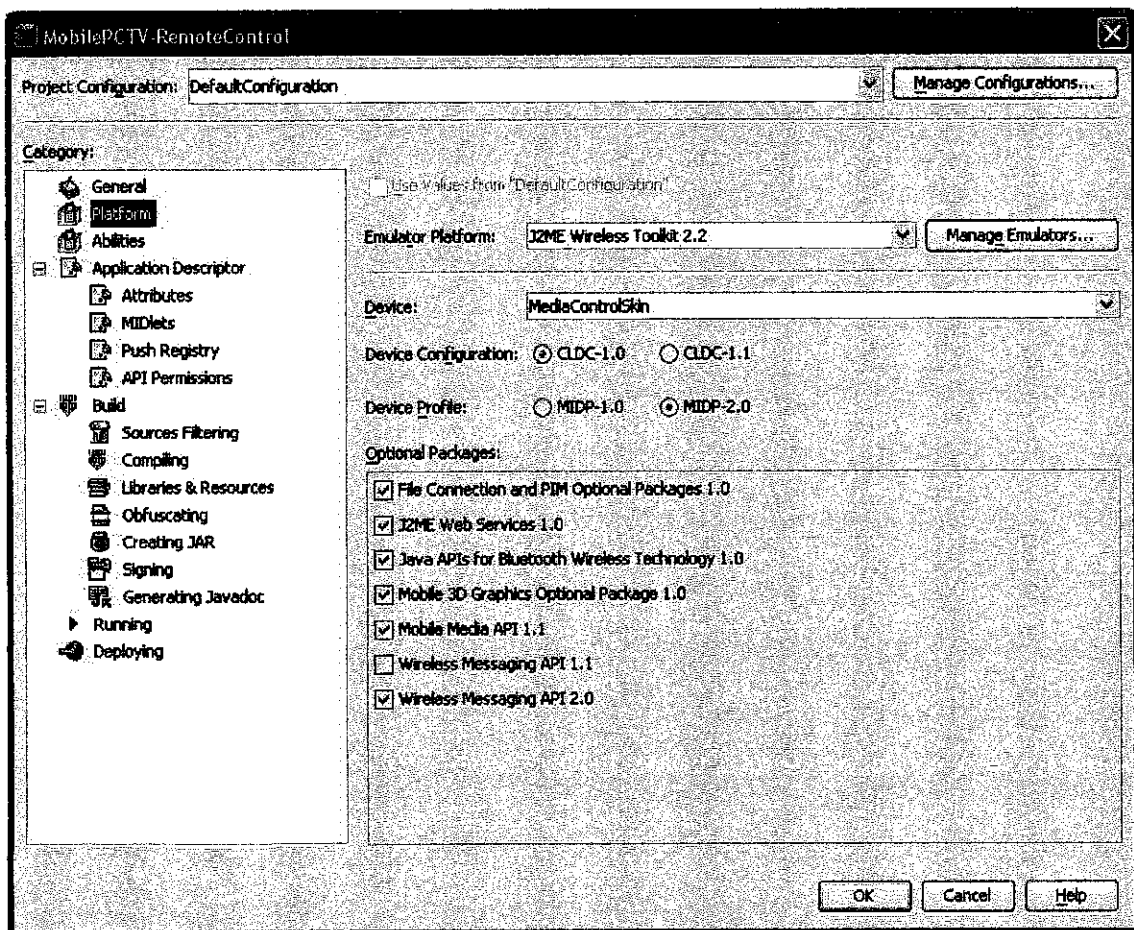 MobilePCTV-RemoteControl
Project Configuration: DefaultConfiguration Manage Configurations...
Category:
General
Platform
Abilities
Application Descriptor
Attributes
MIDlets
Push Registry
API Permissions
Build
Sources Filtering
Compiling
Libraries & Resources
Obfuscating
Creating JAR
Signing
Generating Javadoc
Running
Deploying
Use Values from "DefaultConfiguration"
Emulator Platform: J2ME Wireless Toolkit 2.2 Manage Emulators...
Device: MediaControlSkin
Device Configuration: CLDC-1.0 CLDC-1.1
Device Profile: MIDP-1.0 MIDP-2.0
Optional Packages:
File Connection and PIM Optional Packages 1.0
J2ME Web Services 1.0
Java APIs for Bluetooth Wireless Technology 1.0
Mobile 3D Graphics Optional Package 1.0
Mobile Media API 1.1
Wireless Messaging API 1.1
Wireless Messaging API 2.0
OK Cancel Help